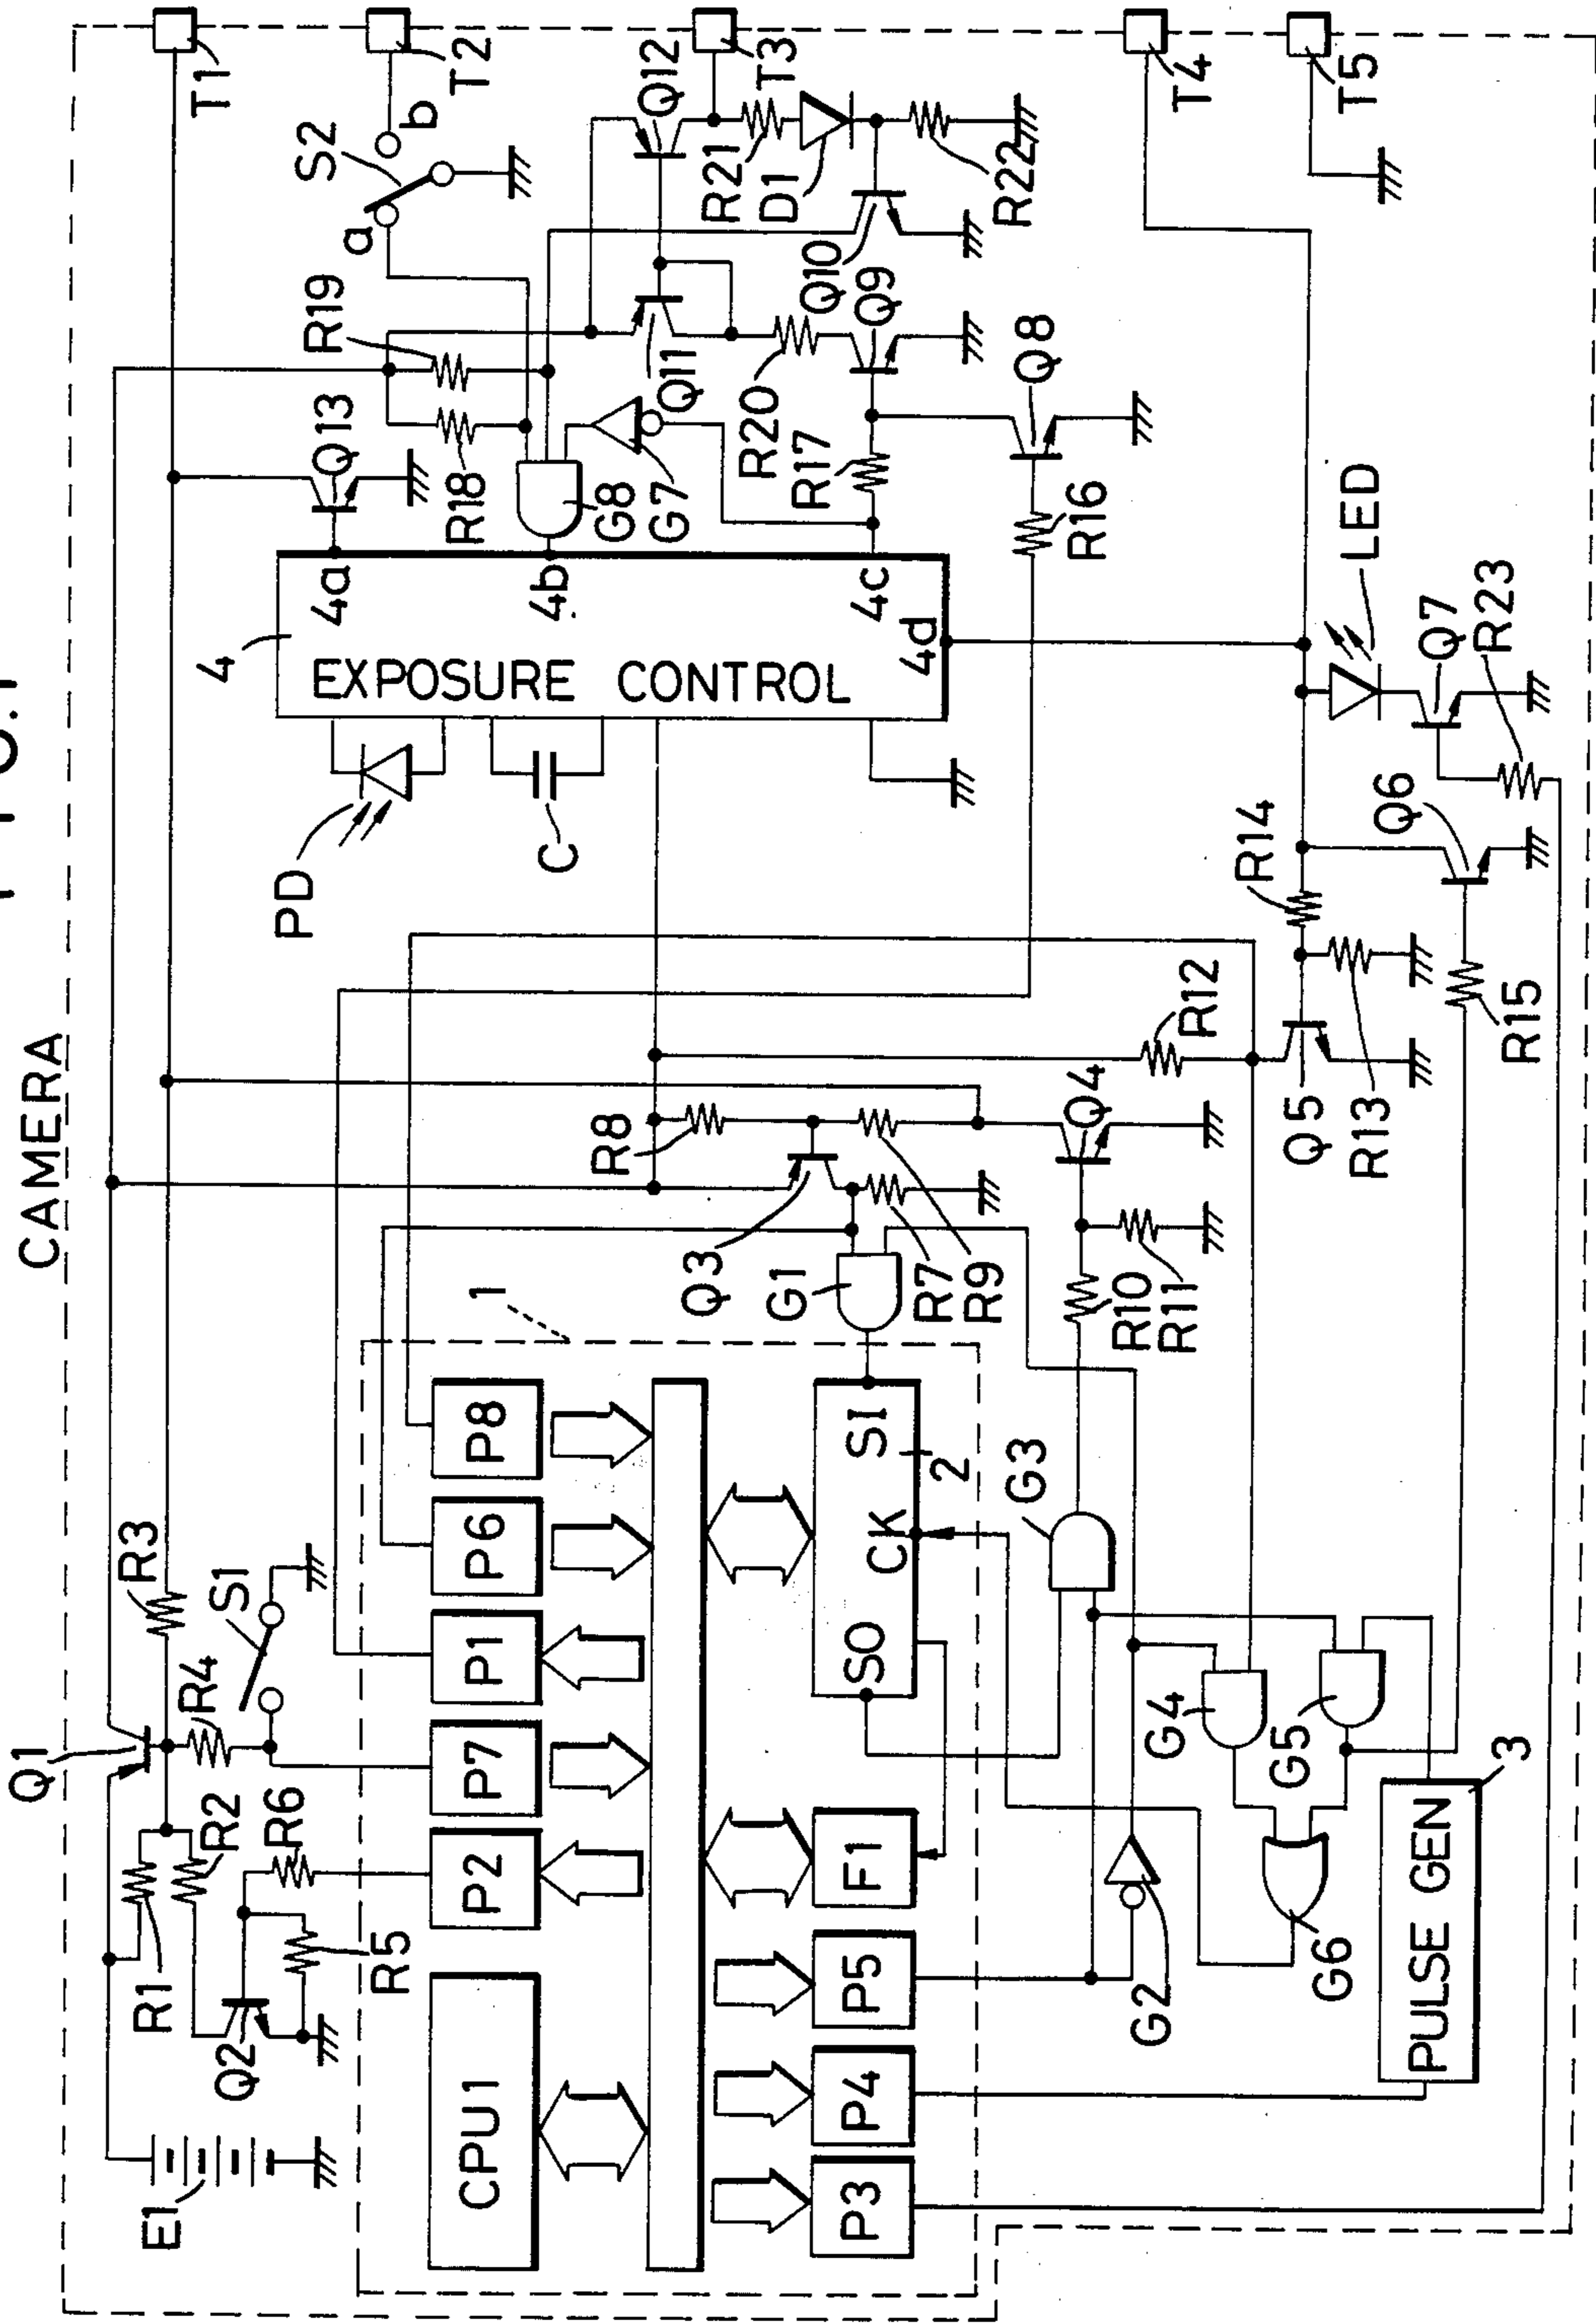 FIG. 1
CAMERA
T1
T2
T3
T4
T5
S2
a
b
Q12
R21
D1
R22
Q10
Q9
Q8
R19
R18
Q13
Q11
R20
R17
R16
G8
G7
4
4a
4b
4c
4d
EXPOSURE CONTROL
PD
C
LED
Q7
R23
Q6
R14
R15
R12
R13
Q5
Q4
R8
Q3
G1
R7
R9
R10
R11
1
Q1
R3
S1
R4
R2
R6
R1
R5
Q2
E1
P8
P6
P1
P7
P2
CPU1
SI
CK
SO
2
F1
P5
P4
P3
G3
G4
G5
G2
G6
PULSE GEN
3